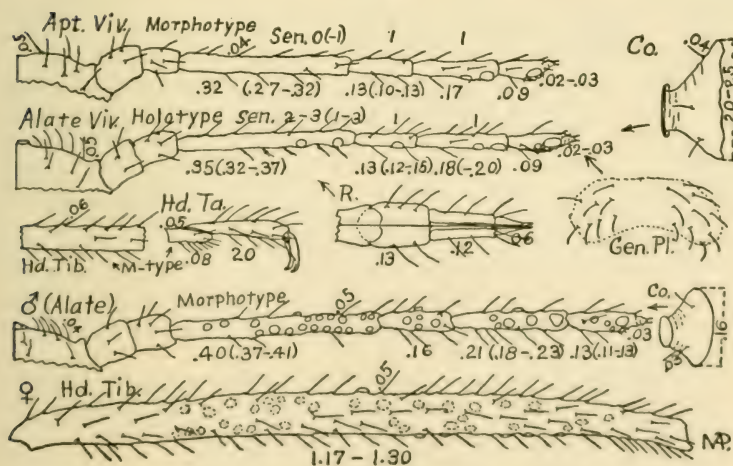 Apt. Viv. Morphotype Sen. 0(-1) 1 1 Co.
.05 .04 .04
.32 (.27-.32) .13(.10-.13) .17 .09 .02-.03 .20-.25
Alate Viv. Holotype sen. 2-3(1-3) 1 1
.05 .02-.03
.35(.32-.37) .13(.12-.15) .18(-.20) .09
.06 Hd. Ta. R.
.05
Hd. Tib. M-type .08 .20 .13 .12 .06 Gen. Pl.
♂ (Alate) Morphotype .05 Co.
.03 .16
.40(.37-.41) .16 .21(.18-.23) .13(.11-.13)
♀ Hd. Tib. .05
1.17-1.30